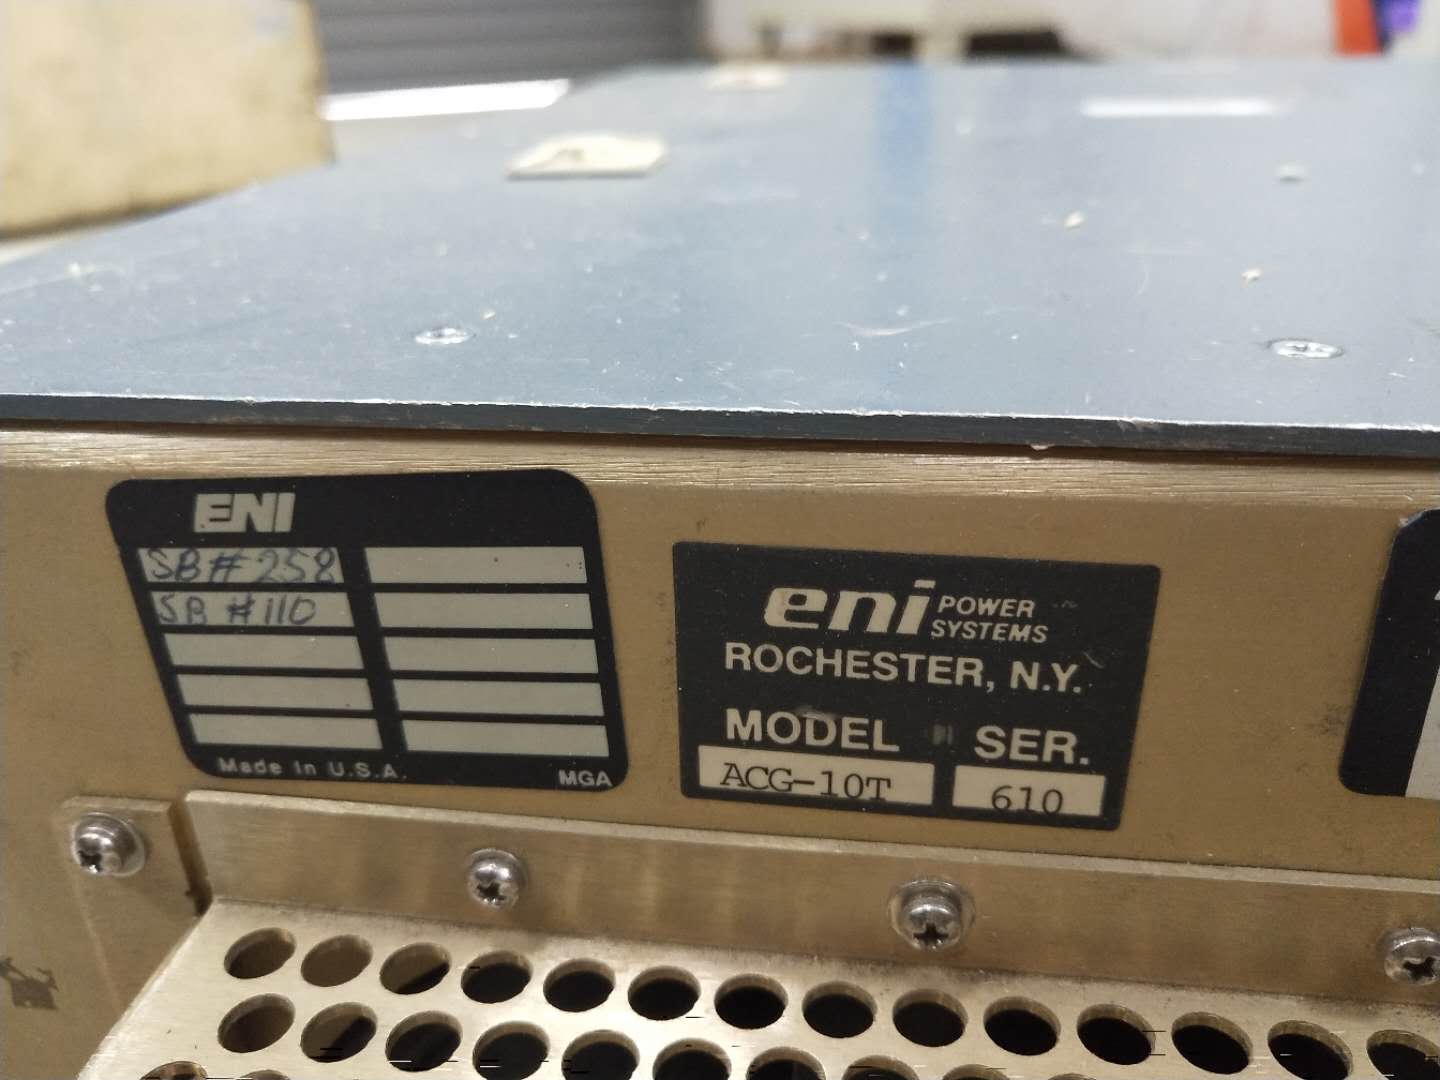 ENI
SB# 258
SB #110
Made in U.S.A.
MGA
eni POWER
SYSTEMS
ROCHESTER, N.Y.
MODEL SER.
ACG-10T 610